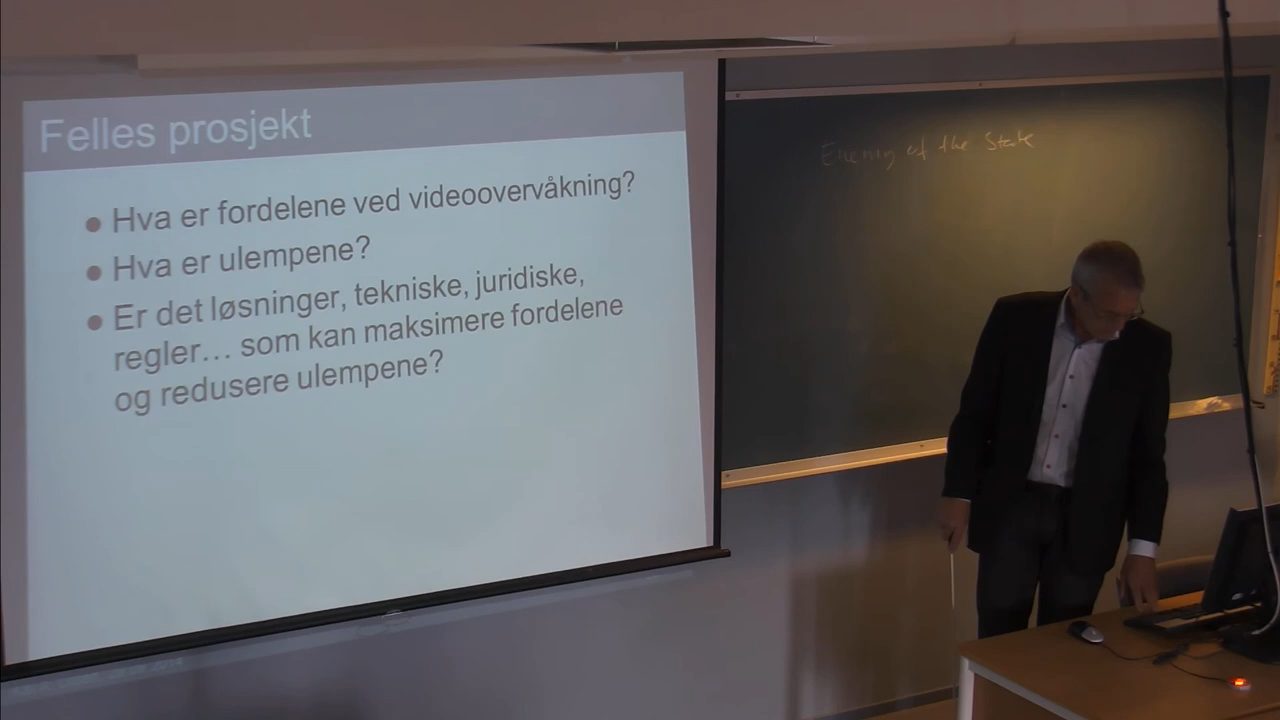 Felles prosjekt
● Hva er fordelene ved videoovervåkning?
● Hva er ulempene?
● Er det løsninger, tekniske, juridiske,
regler… som kan maksimere fordelene
og redusere ulempene?
Enemy of the State